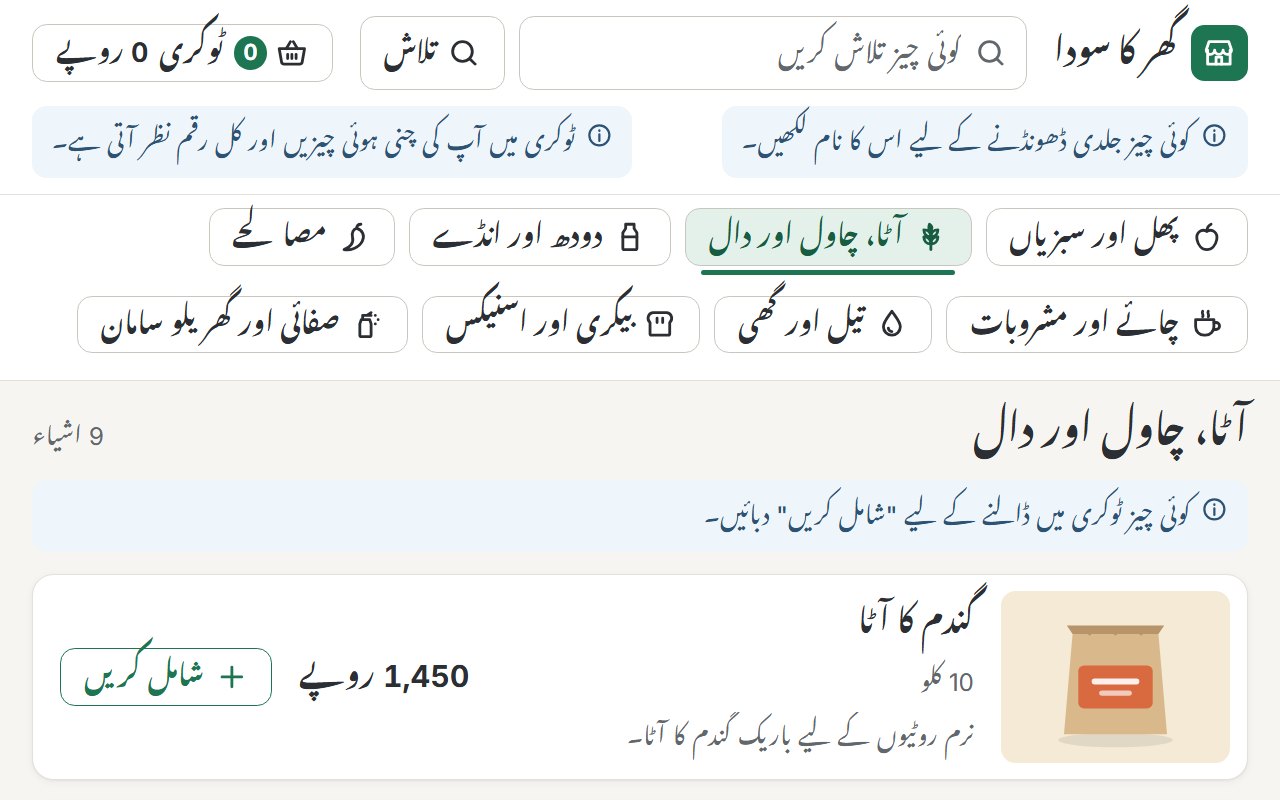 گھر کا سودا
کوئی چیز تلاش کریں
تلاش
ٹوکری 0 روپے
0
کوئی چیز جلدی ڈھونڈنے کے لیے اس کا نام لکھیں۔
ٹوکری میں آپ کی چنی ہوئی چیزیں اور کل رقم نظر آتی ہے۔
پھل اور سبزیاں
آٹا، چاول اور دال
دودھ اور انڈے
مصالحے
چائے اور مشروبات
تیل اور گھی
بیکری اور اسنیکس
صفائی اور گھریلو سامان
آٹا، چاول اور دال
9 اشیاء
کوئی چیز ٹوکری میں ڈالنے کے لیے "شامل کریں" دبائیں۔
گندم کا آٹا
10 کلو
نرم روٹیوں کے لیے باریک گندم کا آٹا۔
1,450 روپے
شامل کریں